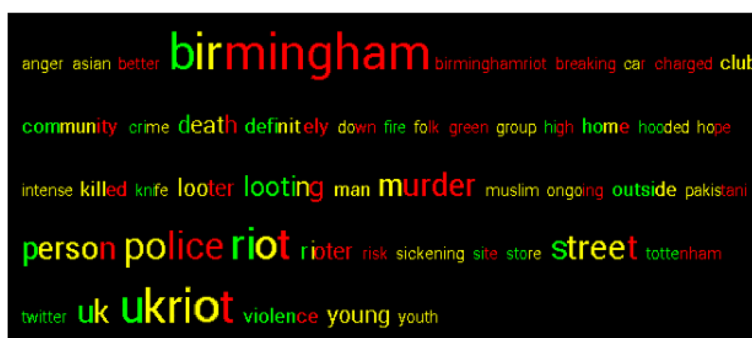 anger asian better birmingham birminghamriot breaking car charged club
community crime death definitely down fire folk green group high home hooded hope
intense killed knife looter looting man murder muslim ongoing outside pakistani
person police riot rioter risk sickening site store street tottenham
twitter uk ukriot violence young youth